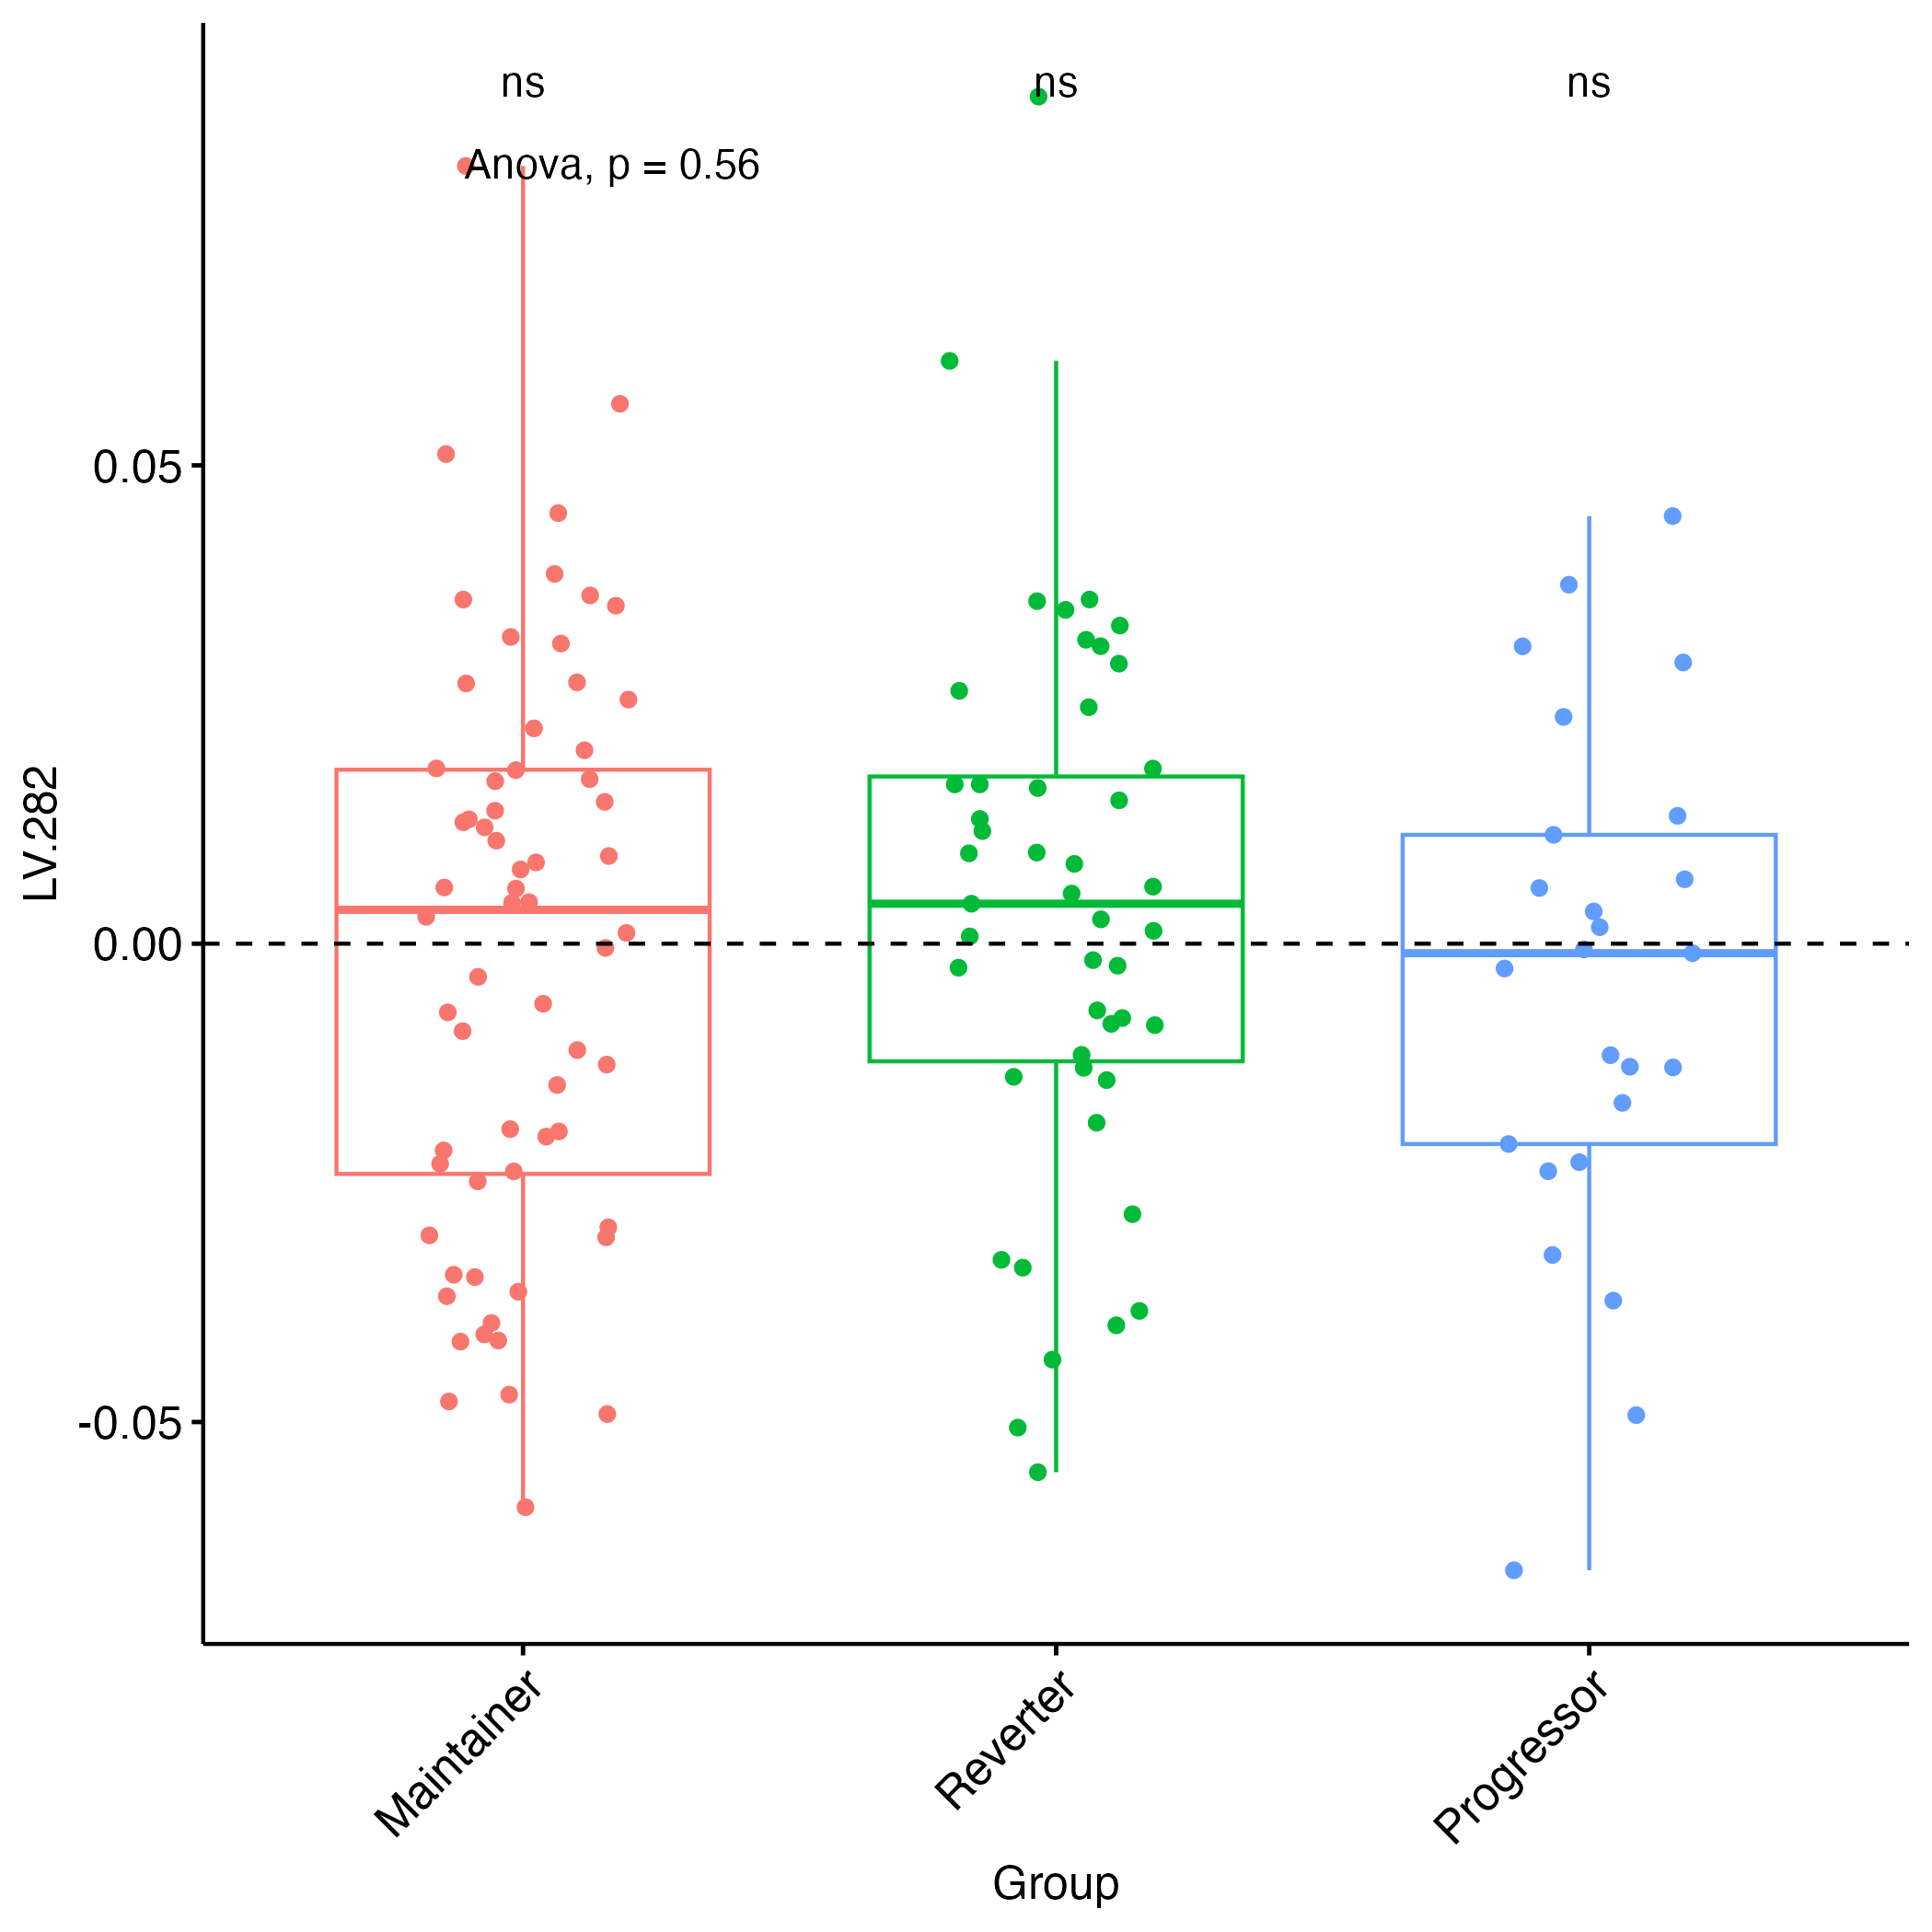 ns ns ns
Anova, p = 0.56
0.05
0.00
-0.05
LV.282
Maintainer
Reverter
Progressor
Group